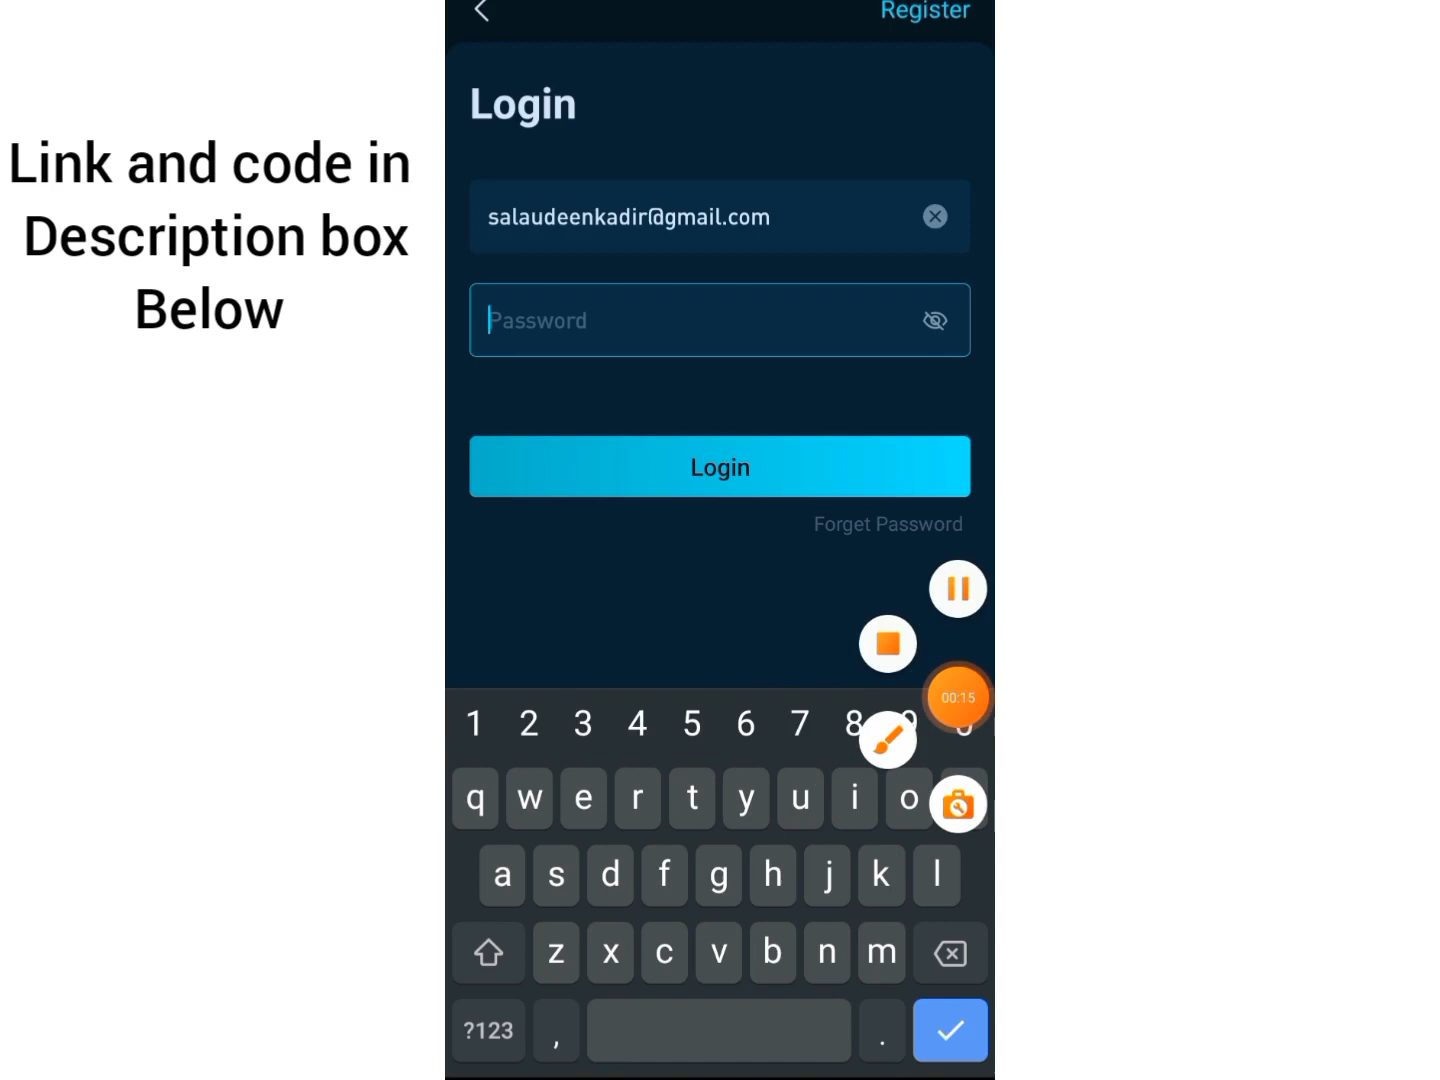 Register
Login
Link and code in
Description box
Below
salaudeenkadir@gmail.com
Password
Login
Forget Password
00:15
1 2 3 4 5 6 7 8 9
q w e r t y u i o
a s d f g h j k l
z x c v b n m
?123 , .